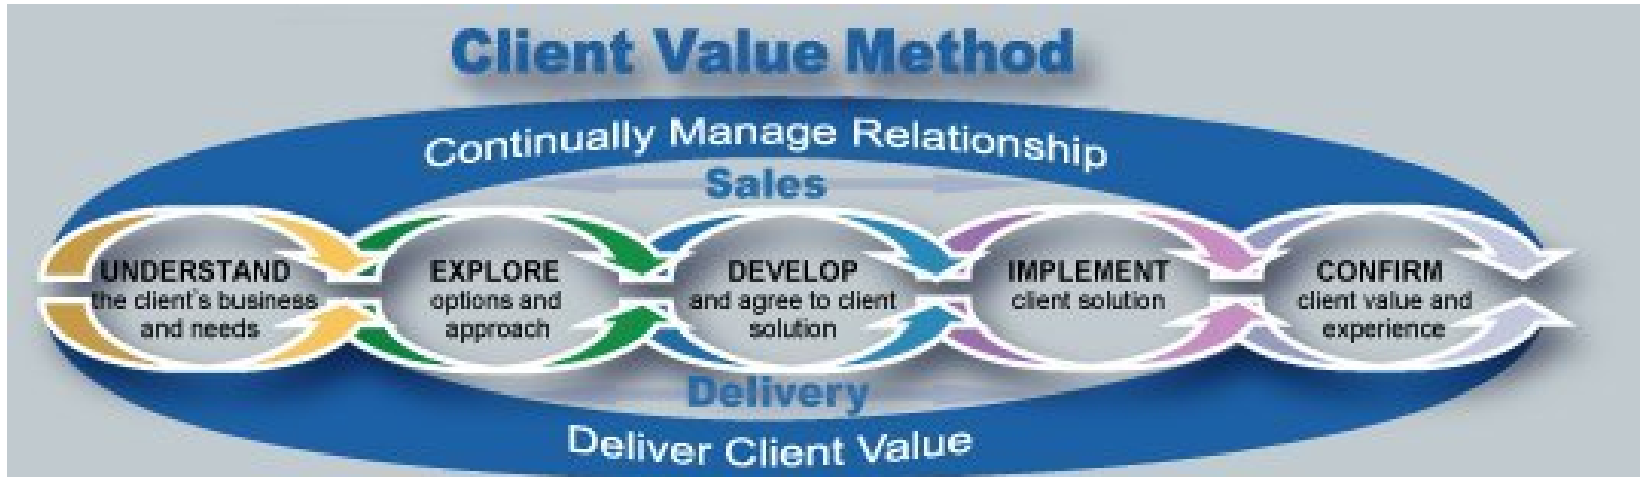 Client Value Method
Continually Manage Relationship
Sales
UNDERSTAND
the client's business
and needs
EXPLORE
options and
approach
DEVELOP
and agree to client
solution
IMPLEMENT
client solution
CONFIRM
client value and
experience
Delivery
Deliver Client Value